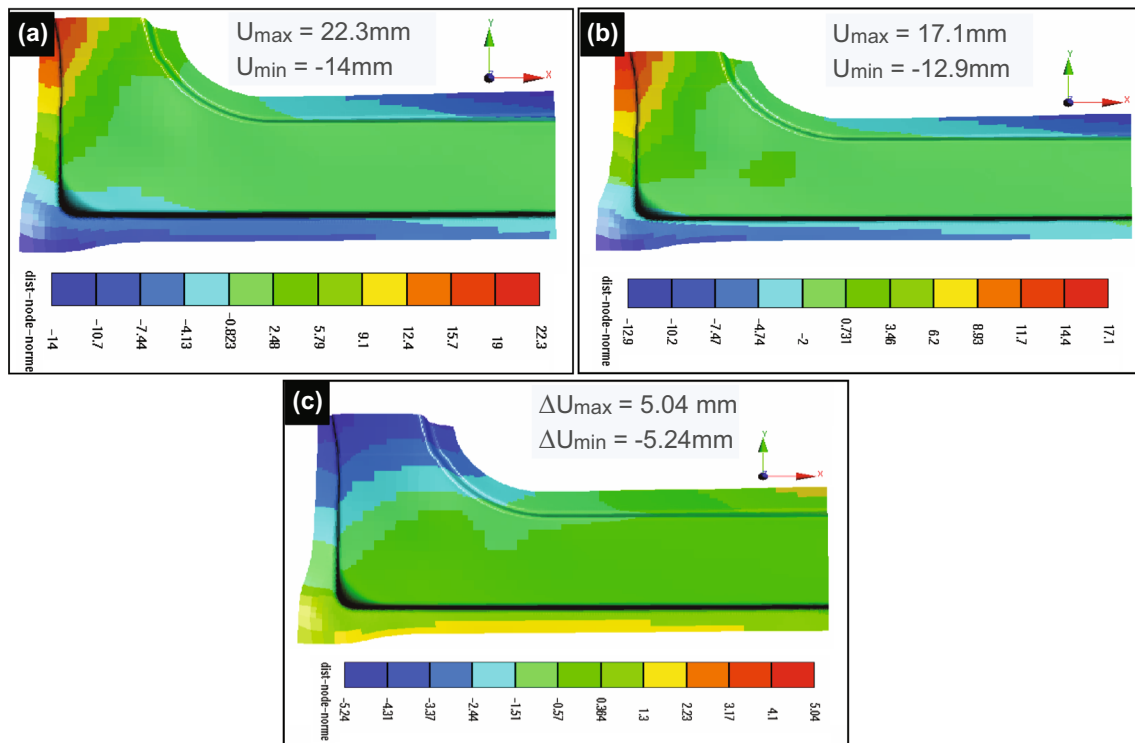 (a)
Umax = 22.3mm
Umin = -14mm
Y
X
dist-node-norme
-14
-10.7
-7.44
-4.13
-0.823
2.48
5.79
9.1
12.4
15.7
19
22.3
(b)
Umax = 17.1mm
Umin = -12.9mm
Y
X
dist-node-norme
-12.9
-10.2
-7.47
-4.74
-2
0.731
3.46
6.2
8.93
11.7
14.4
17.1
(c)
ΔUmax = 5.04 mm
ΔUmin = -5.24mm
Y
X
dist-node-norme
-5.24
-4.31
-3.37
-2.44
-1.51
-0.57
0.364
1.3
2.23
3.17
4.1
5.04